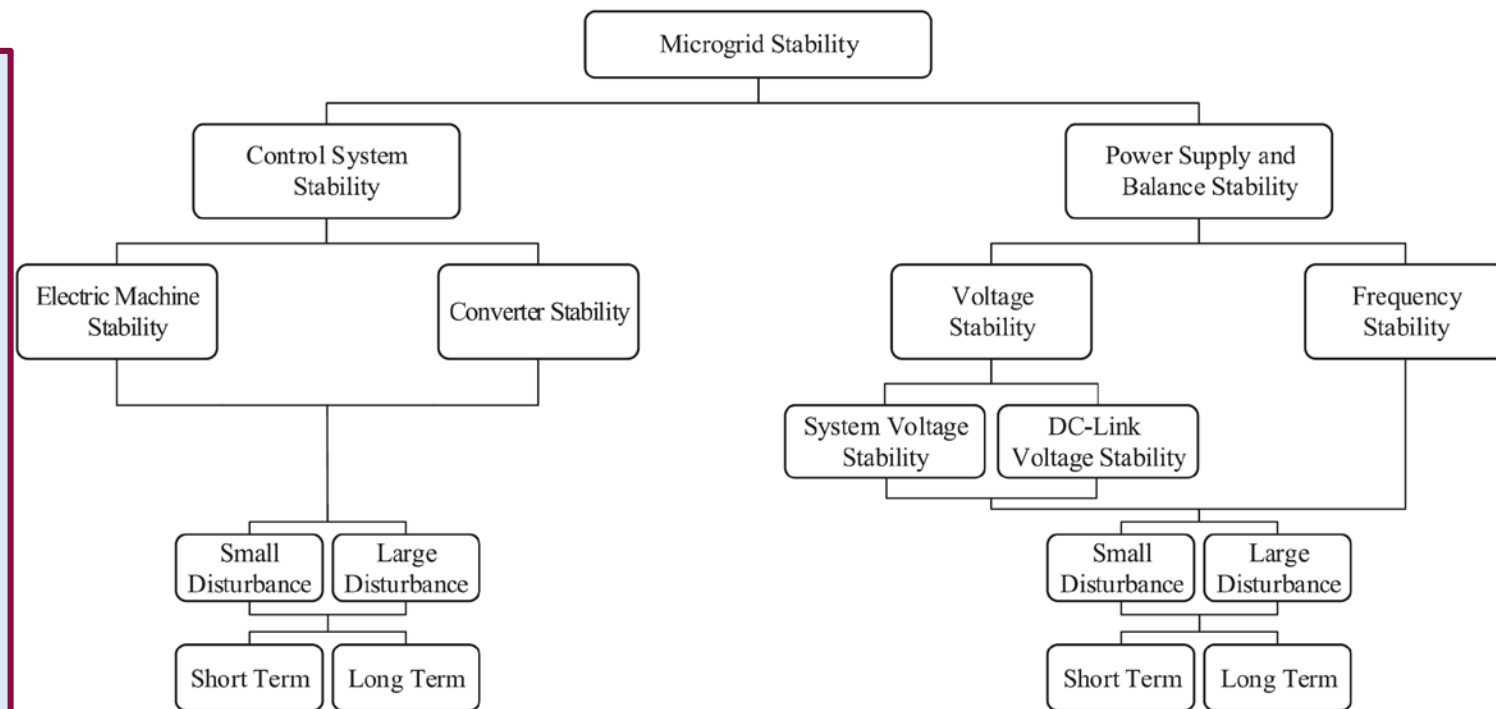 Microgrid Stability
Control System
Stability
Power Supply and
Balance Stability
Electric Machine
Stability
Converter Stability
Voltage
Stability
Frequency
Stability
System Voltage
Stability
DC-Link
Voltage Stability
Small
Disturbance
Large
Disturbance
Small
Disturbance
Large
Disturbance
Short Term
Long Term
Short Term
Long Term